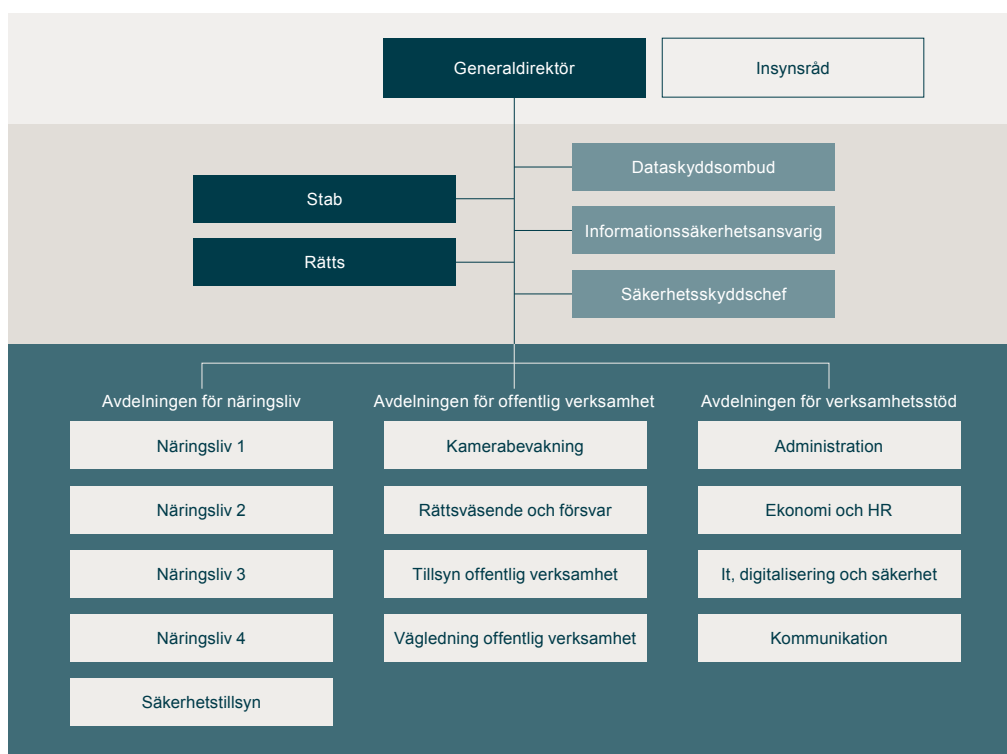 Generaldirektör
Insynsråd
Stab
Rätts
Dataskyddsombud
Informationssäkerhetsansvarig
Säkerhetsskyddschef
Avdelningen för näringsliv
Näringsliv 1
Näringsliv 2
Näringsliv 3
Näringsliv 4
Säkerhetstillsyn
Avdelningen för offentlig verksamhet
Kamerabevakning
Rättsväsende och försvar
Tillsyn offentlig verksamhet
Vägledning offentlig verksamhet
Avdelningen för verksamhetsstöd
Administration
Ekonomi och HR
It, digitalisering och säkerhet
Kommunikation